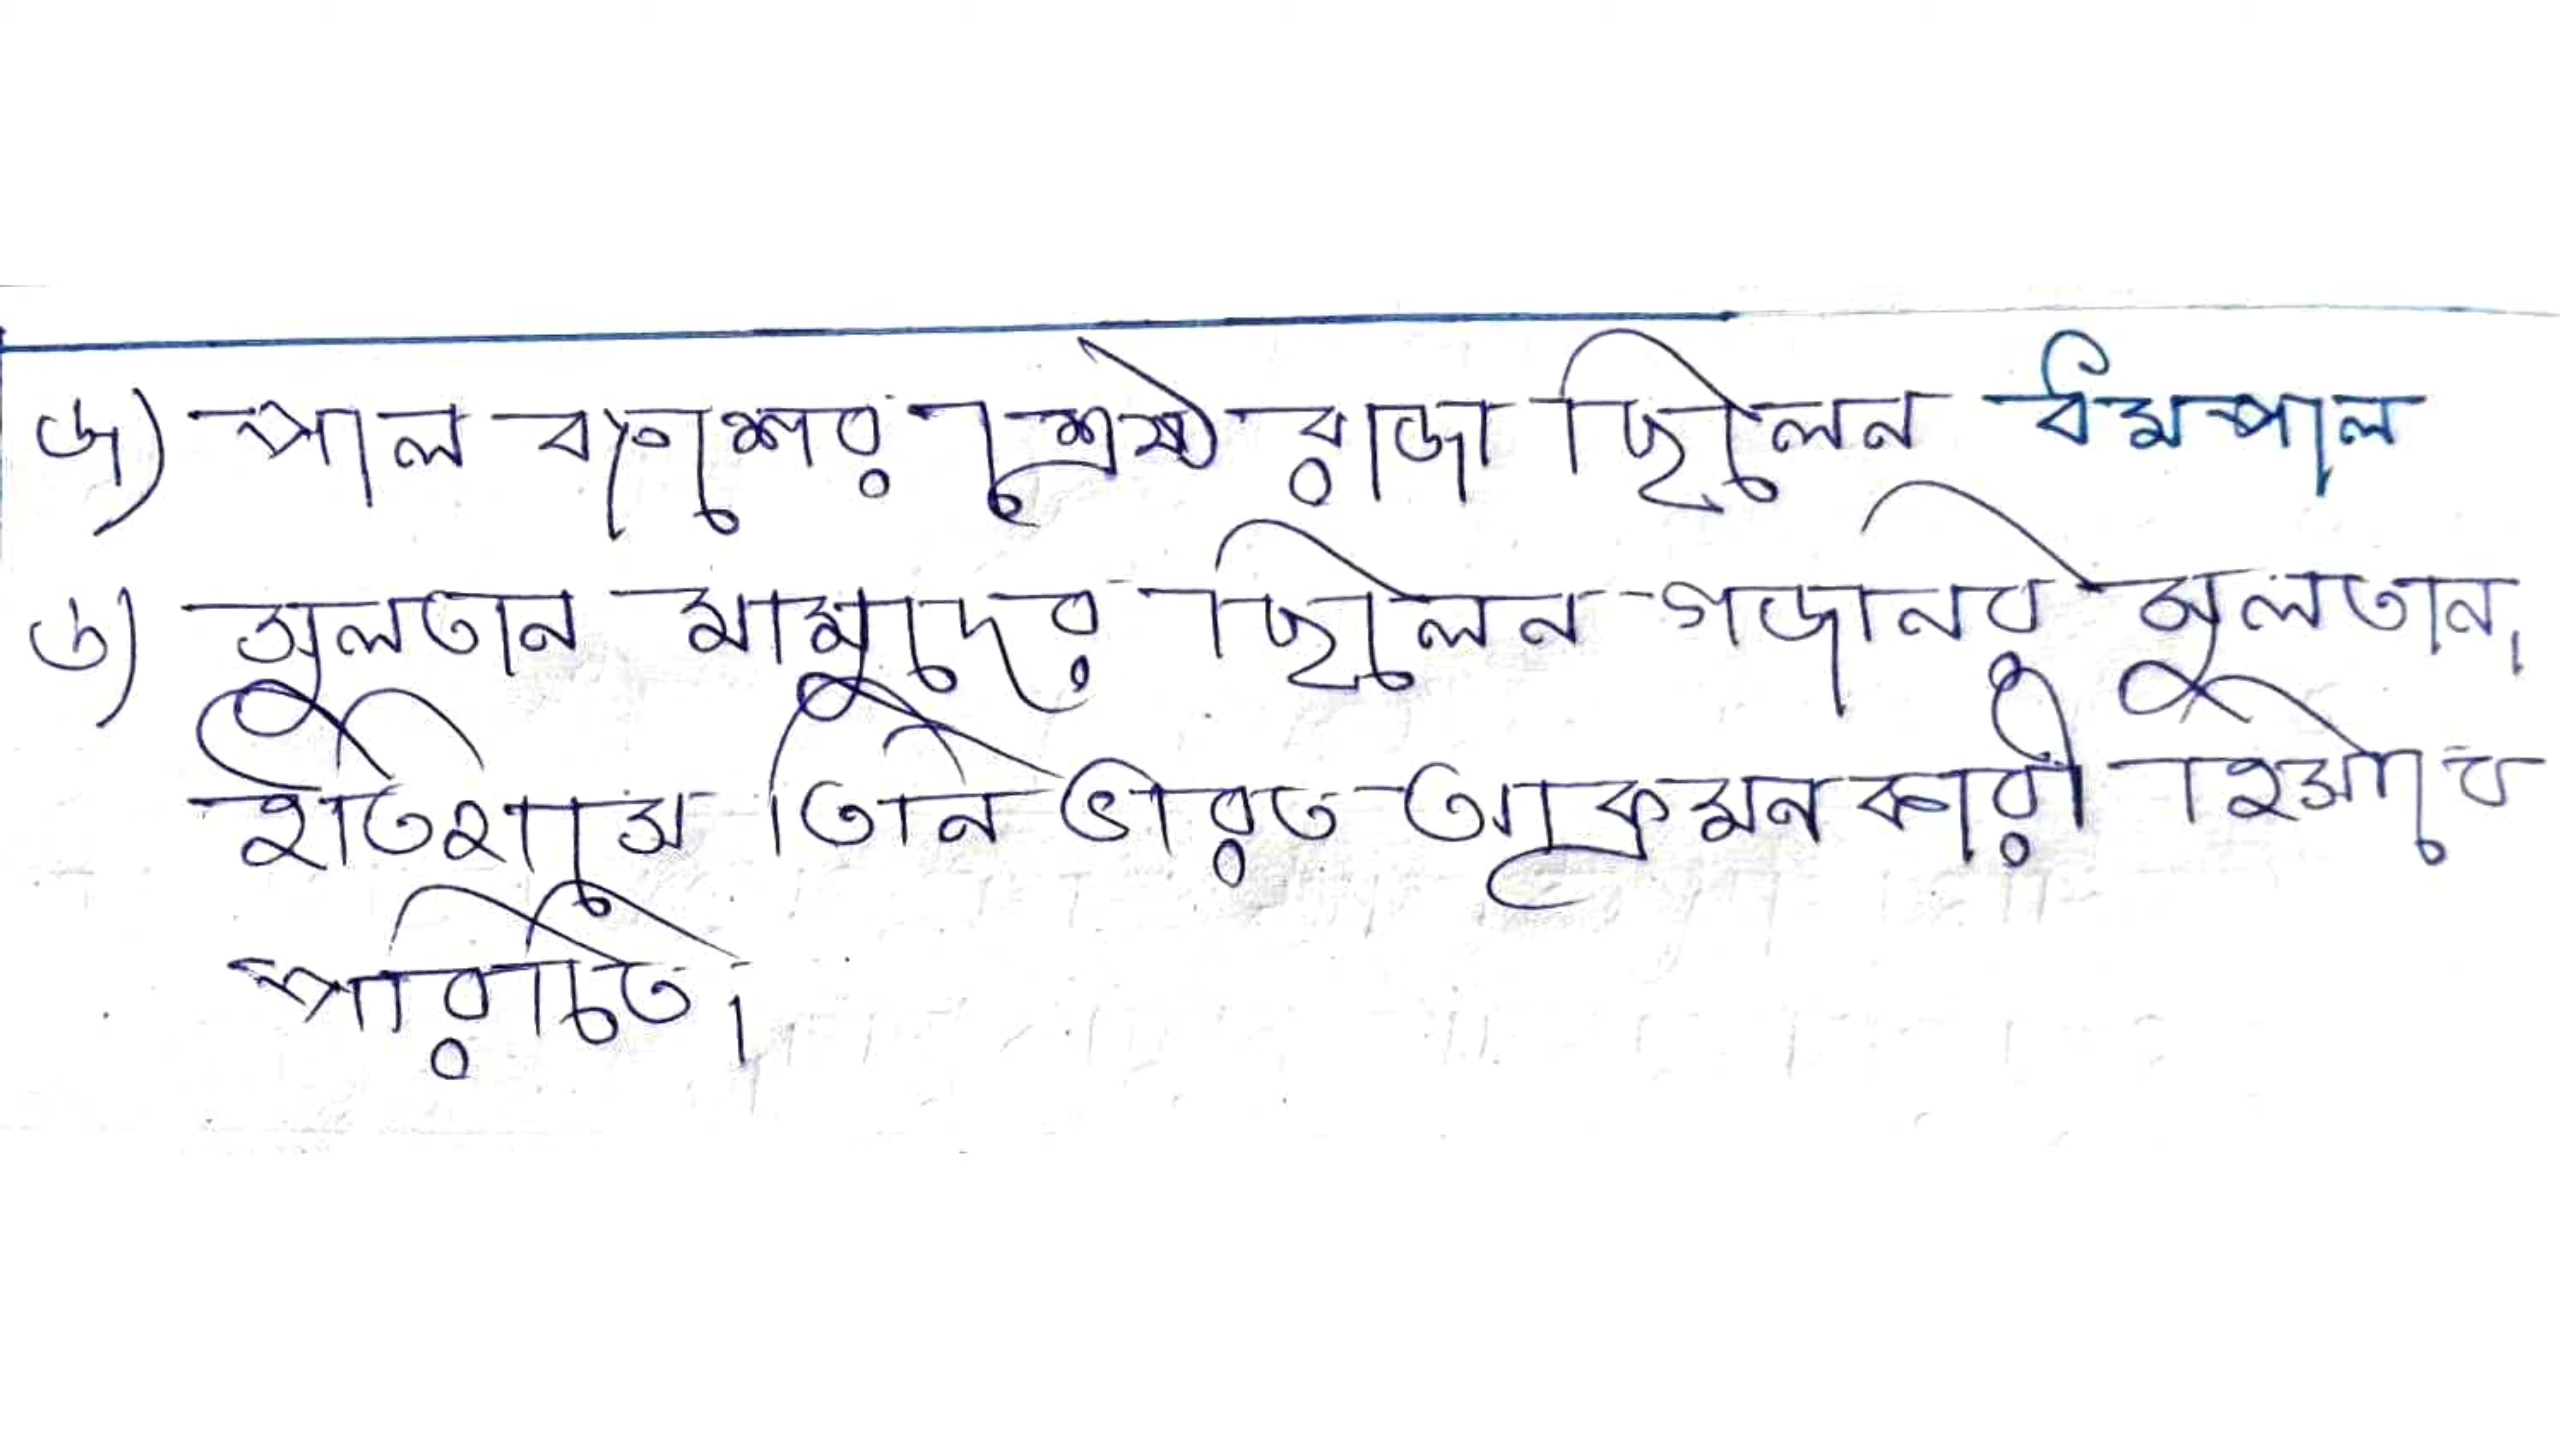 জ) পাল বংশের শ্রেষ্ঠ রাজা ছিলেন ধর্মপাল
ত) সুলতান মামুদের ছিলেন গজনির সুলতান,
ইতিহাসে তিনি ভারত আক্রমনকারী হিসাবে
পরিচিত।